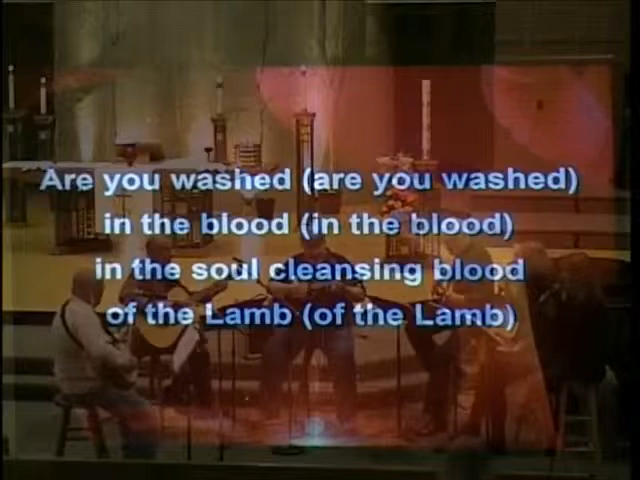 Are you washed (are you washed)
in the blood (in the blood)
in the soul cleansing blood
of the Lamb (of the Lamb)